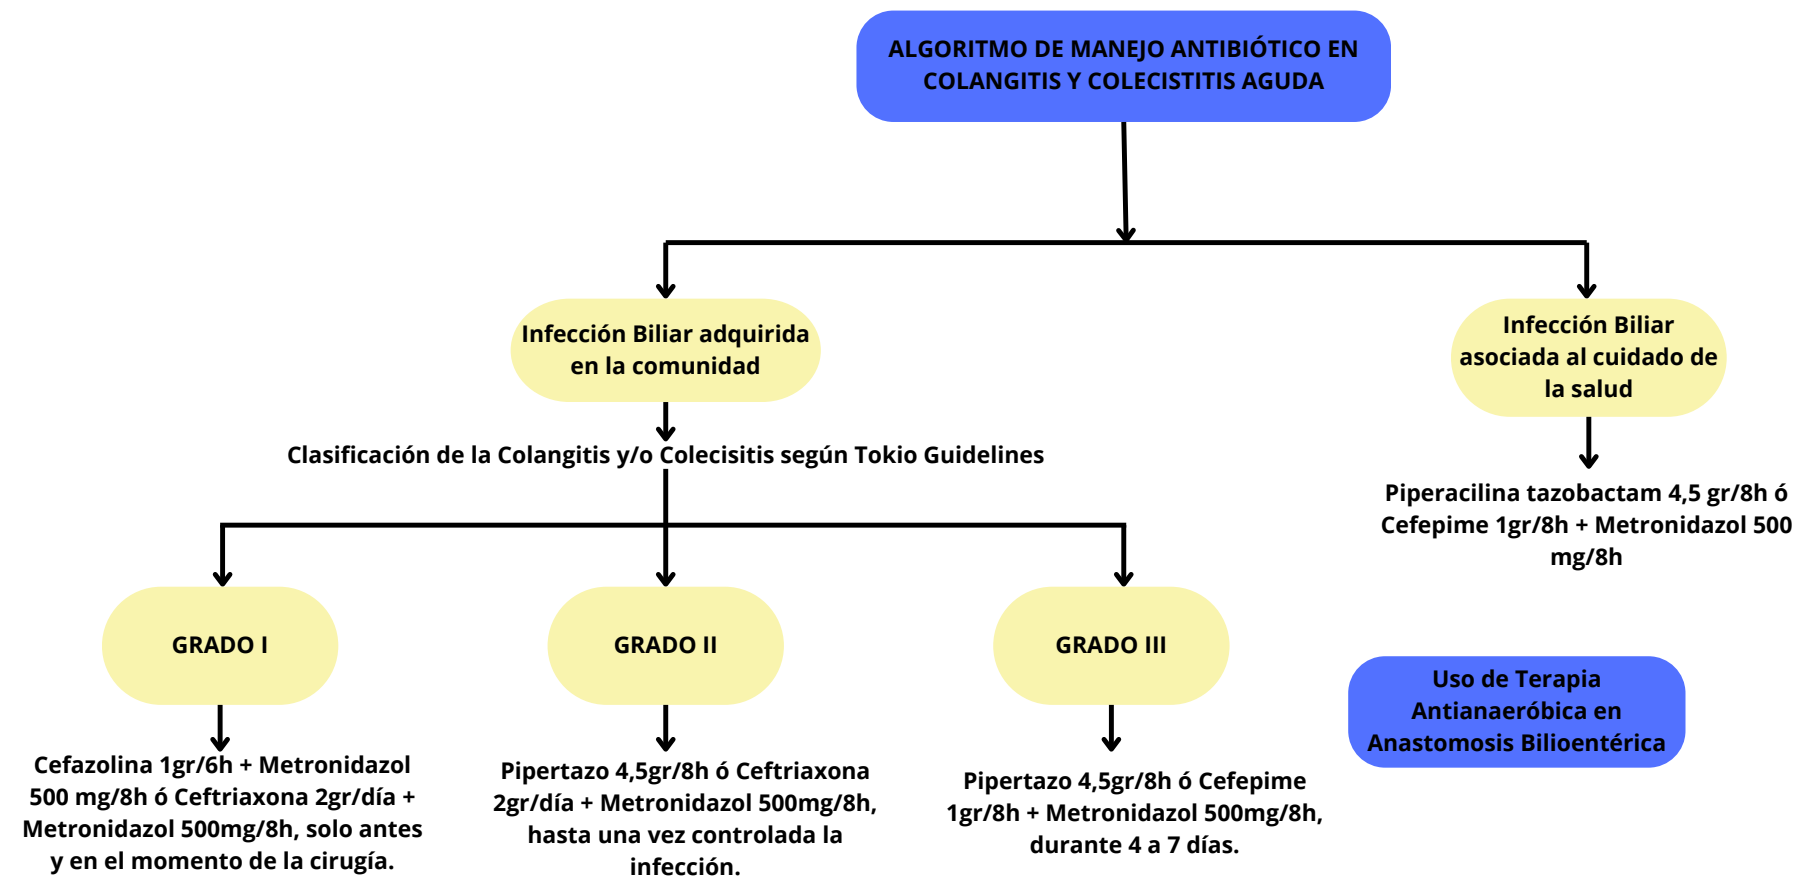 ALGORITMO DE MANEJO ANTIBIÓTICO EN
COLANGITIS Y COLECISTITIS AGUDA
Infección Biliar adquirida
en la comunidad
Infección Biliar
asociada al cuidado de
la salud
Clasificación de la Colangitis y/o Colecisitis según Tokio Guidelines
Piperacilina tazobactam 4,5 gr/8h ó
Cefepime 1gr/8h + Metronidazol 500
mg/8h
GRADO I
GRADO II
GRADO III
Uso de Terapia
Antianaeróbica en
Anastomosis Bilioentérica
Cefazolina 1gr/6h + Metronidazol
500 mg/8h ó Ceftriaxona 2gr/día +
Metronidazol 500mg/8h, solo antes
y en el momento de la cirugía.
Pipertazo 4,5gr/8h ó Ceftriaxona
2gr/día + Metronidazol 500mg/8h,
hasta una vez controlada la
infección.
Pipertazo 4,5gr/8h ó Cefepime
1gr/8h + Metronidazol 500mg/8h,
durante 4 a 7 días.